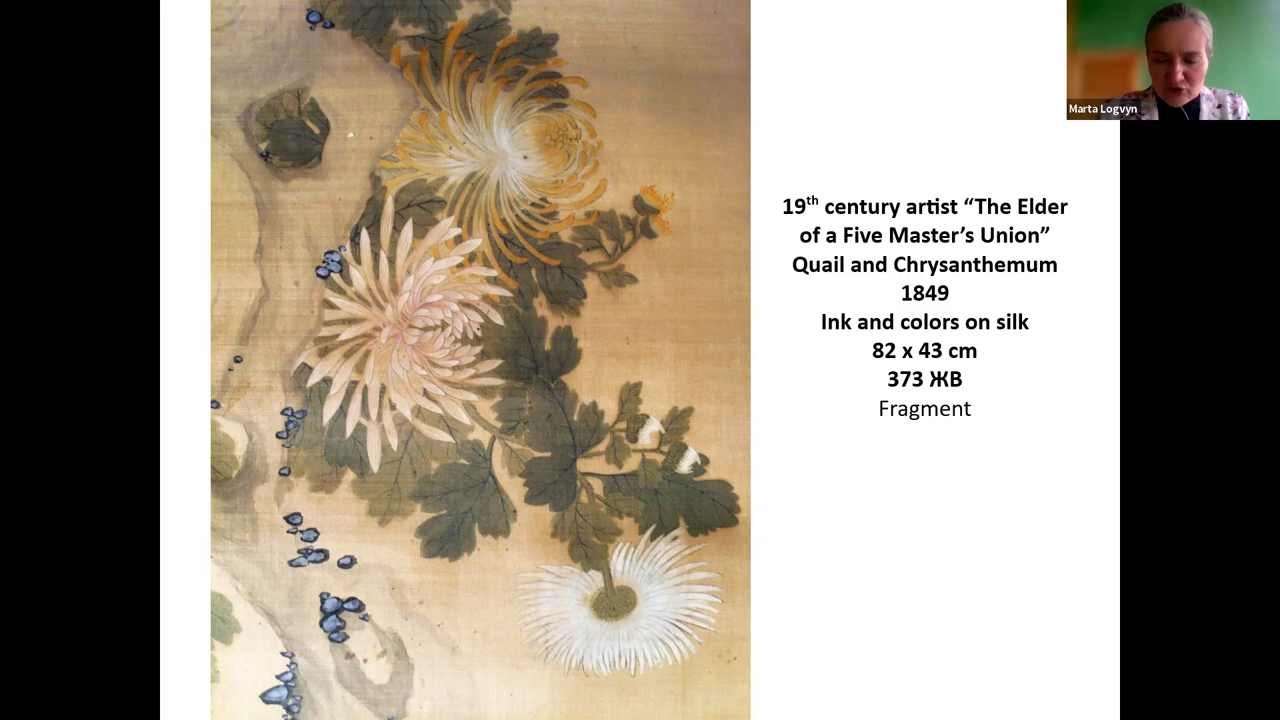 19th century artist “The Elder
of a Five Master’s Union”
Quail and Chrysanthemum
1849
Ink and colors on silk
82 x 43 cm
373 ЖВ
Fragment
Marta Logvyn